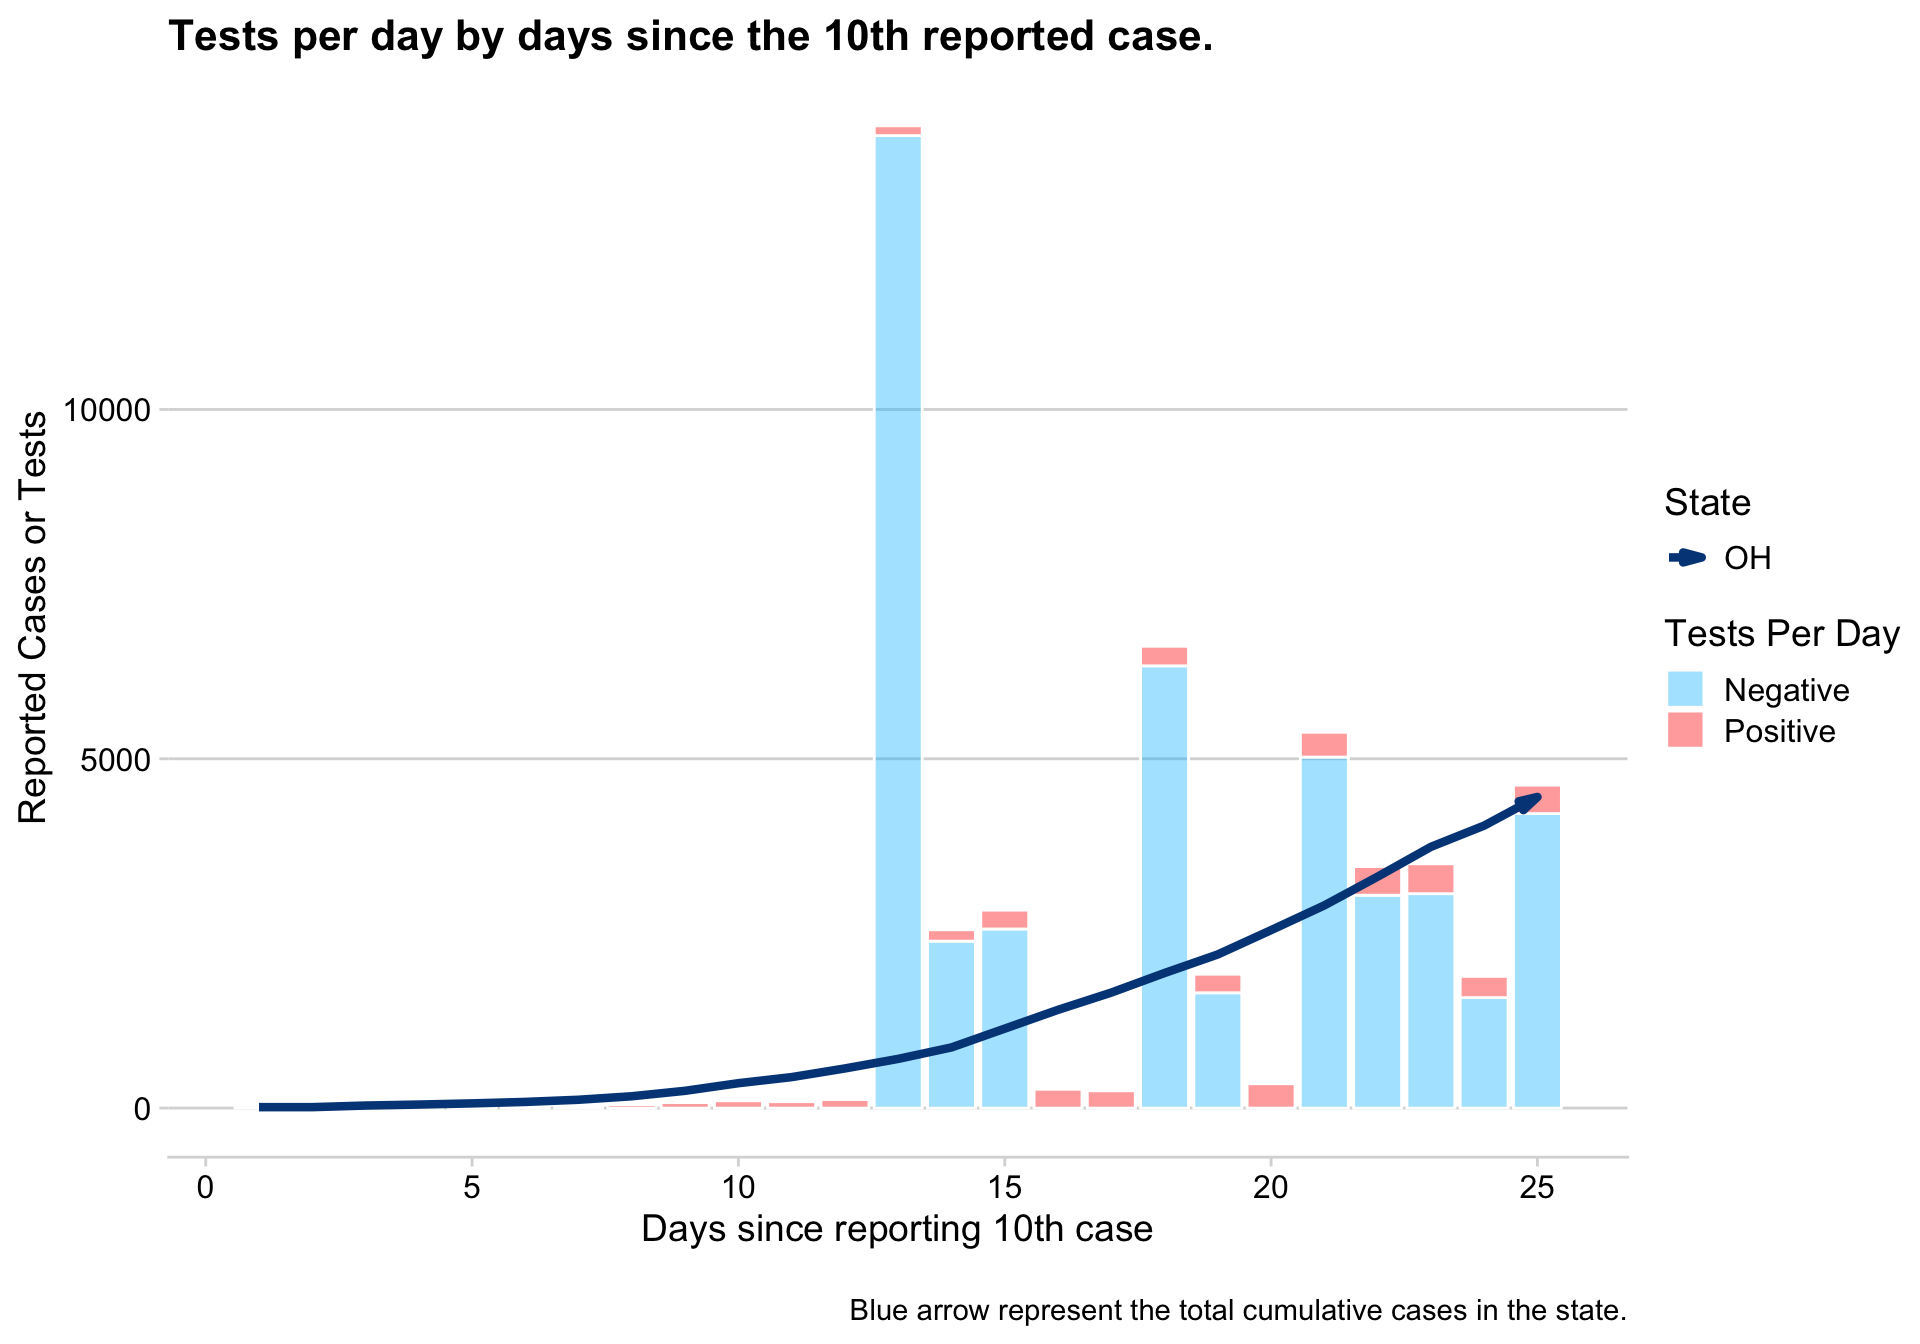 Tests per day by days since the 10th reported case.
Reported Cases or Tests
10000
5000
0
0 5 10 15 20 25
Days since reporting 10th case
State
OH
Tests Per Day
Negative
Positive
Blue arrow represent the total cumulative cases in the state.